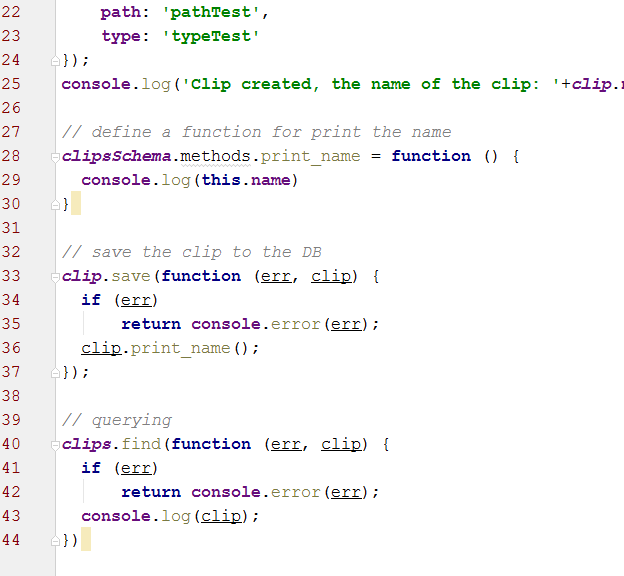 22 path: 'pathTest',
23 type: 'typeTest'
24 });
25 console.log('Clip created, the name of the clip: '+clip.
26
27 // define a function for print the name
28 clipsSchema.methods.print_name = function () {
29 console.log(this.name)
30 }
31
32 // save the clip to the DB
33 clip.save(function (err, clip) {
34 if (err)
35 return console.error(err);
36 clip.print_name();
37 });
38
39 // querying
40 clips.find(function (err, clip) {
41 if (err)
42 return console.error(err);
43 console.log(clip);
44 })